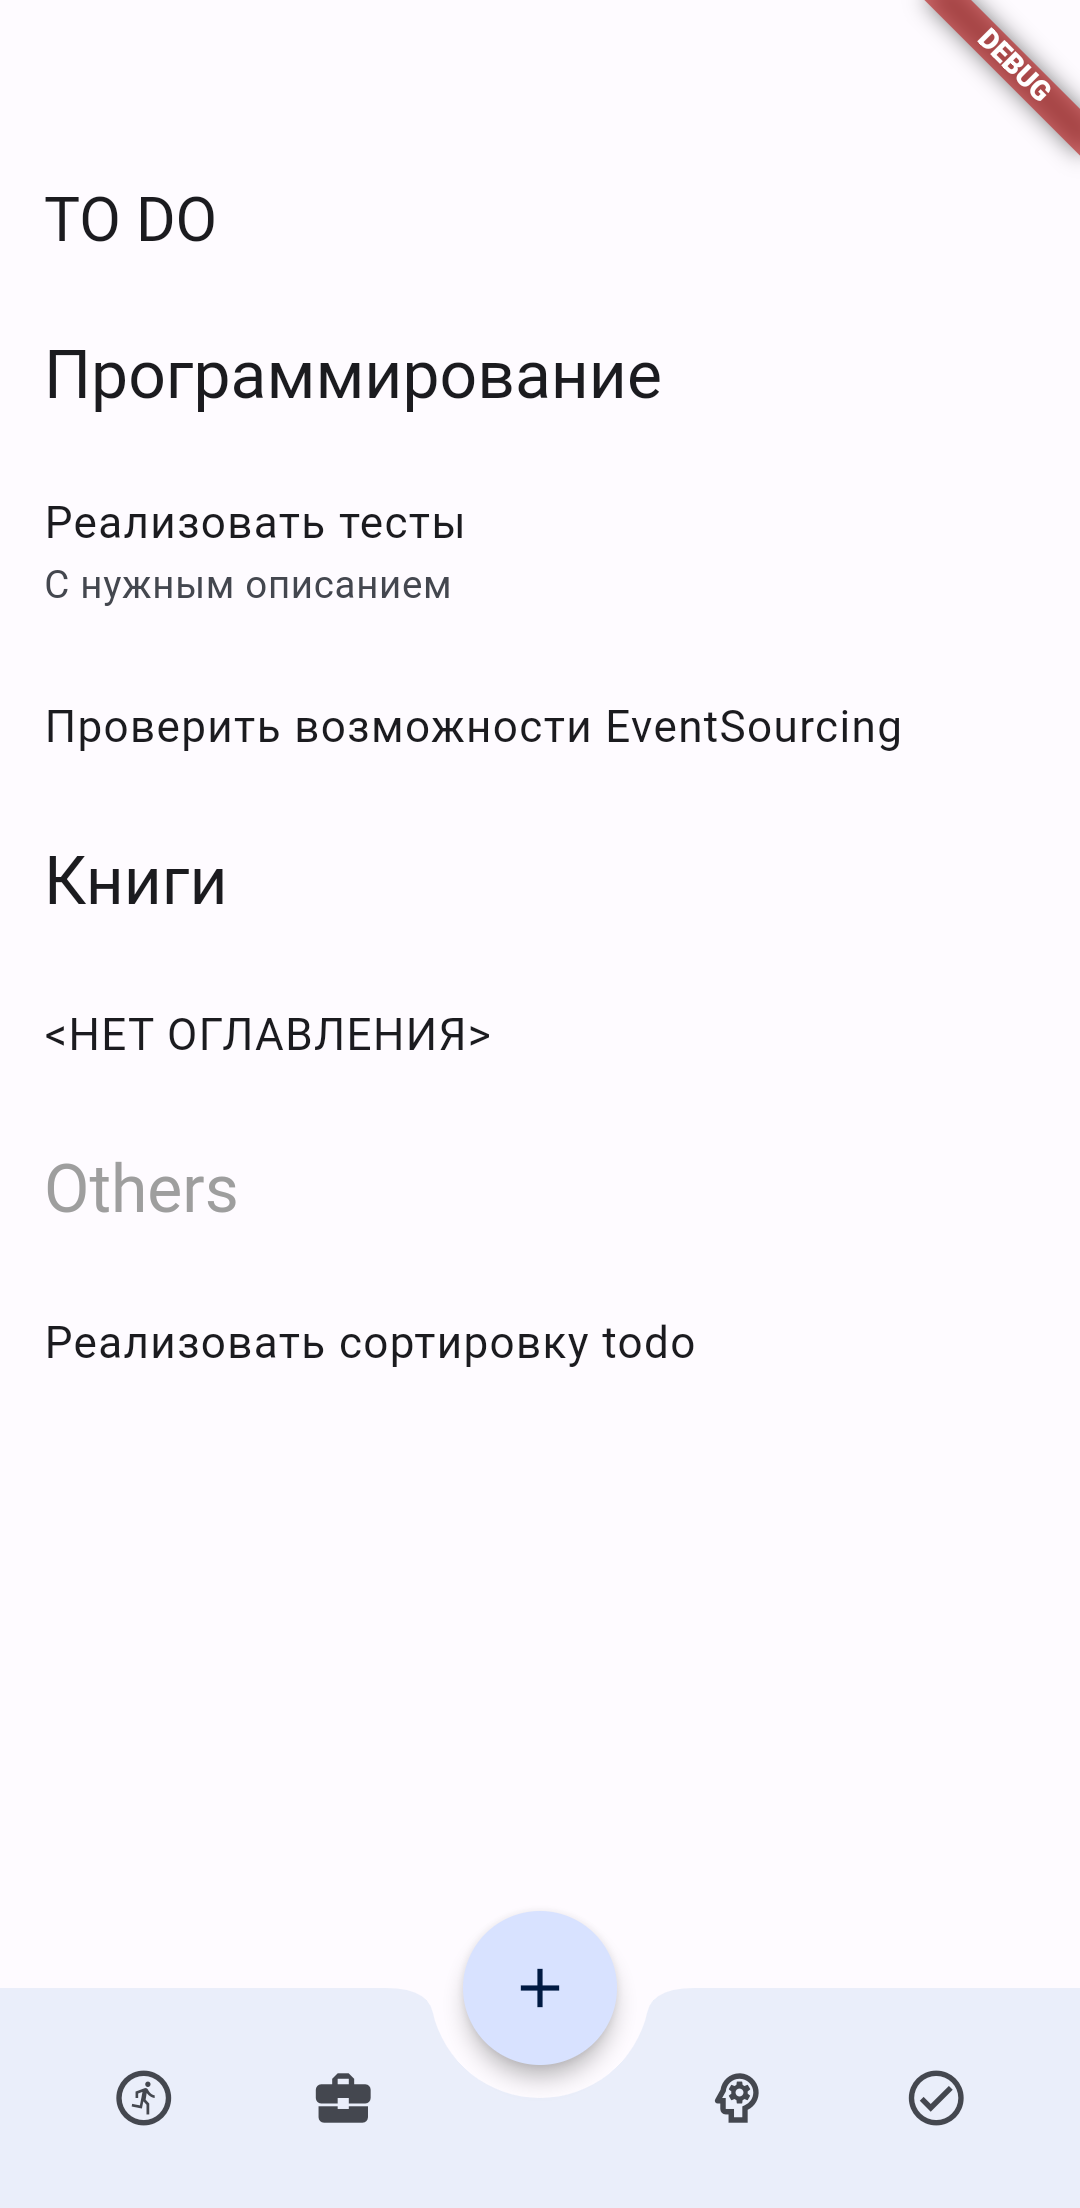 DEBUG
TO DO
Программирование
Реализовать тесты
С нужным описанием
Проверить возможности EventSourcing
Книги
<НЕТ ОГЛАВЛЕНИЯ>
Others
Реализовать сортировку todo